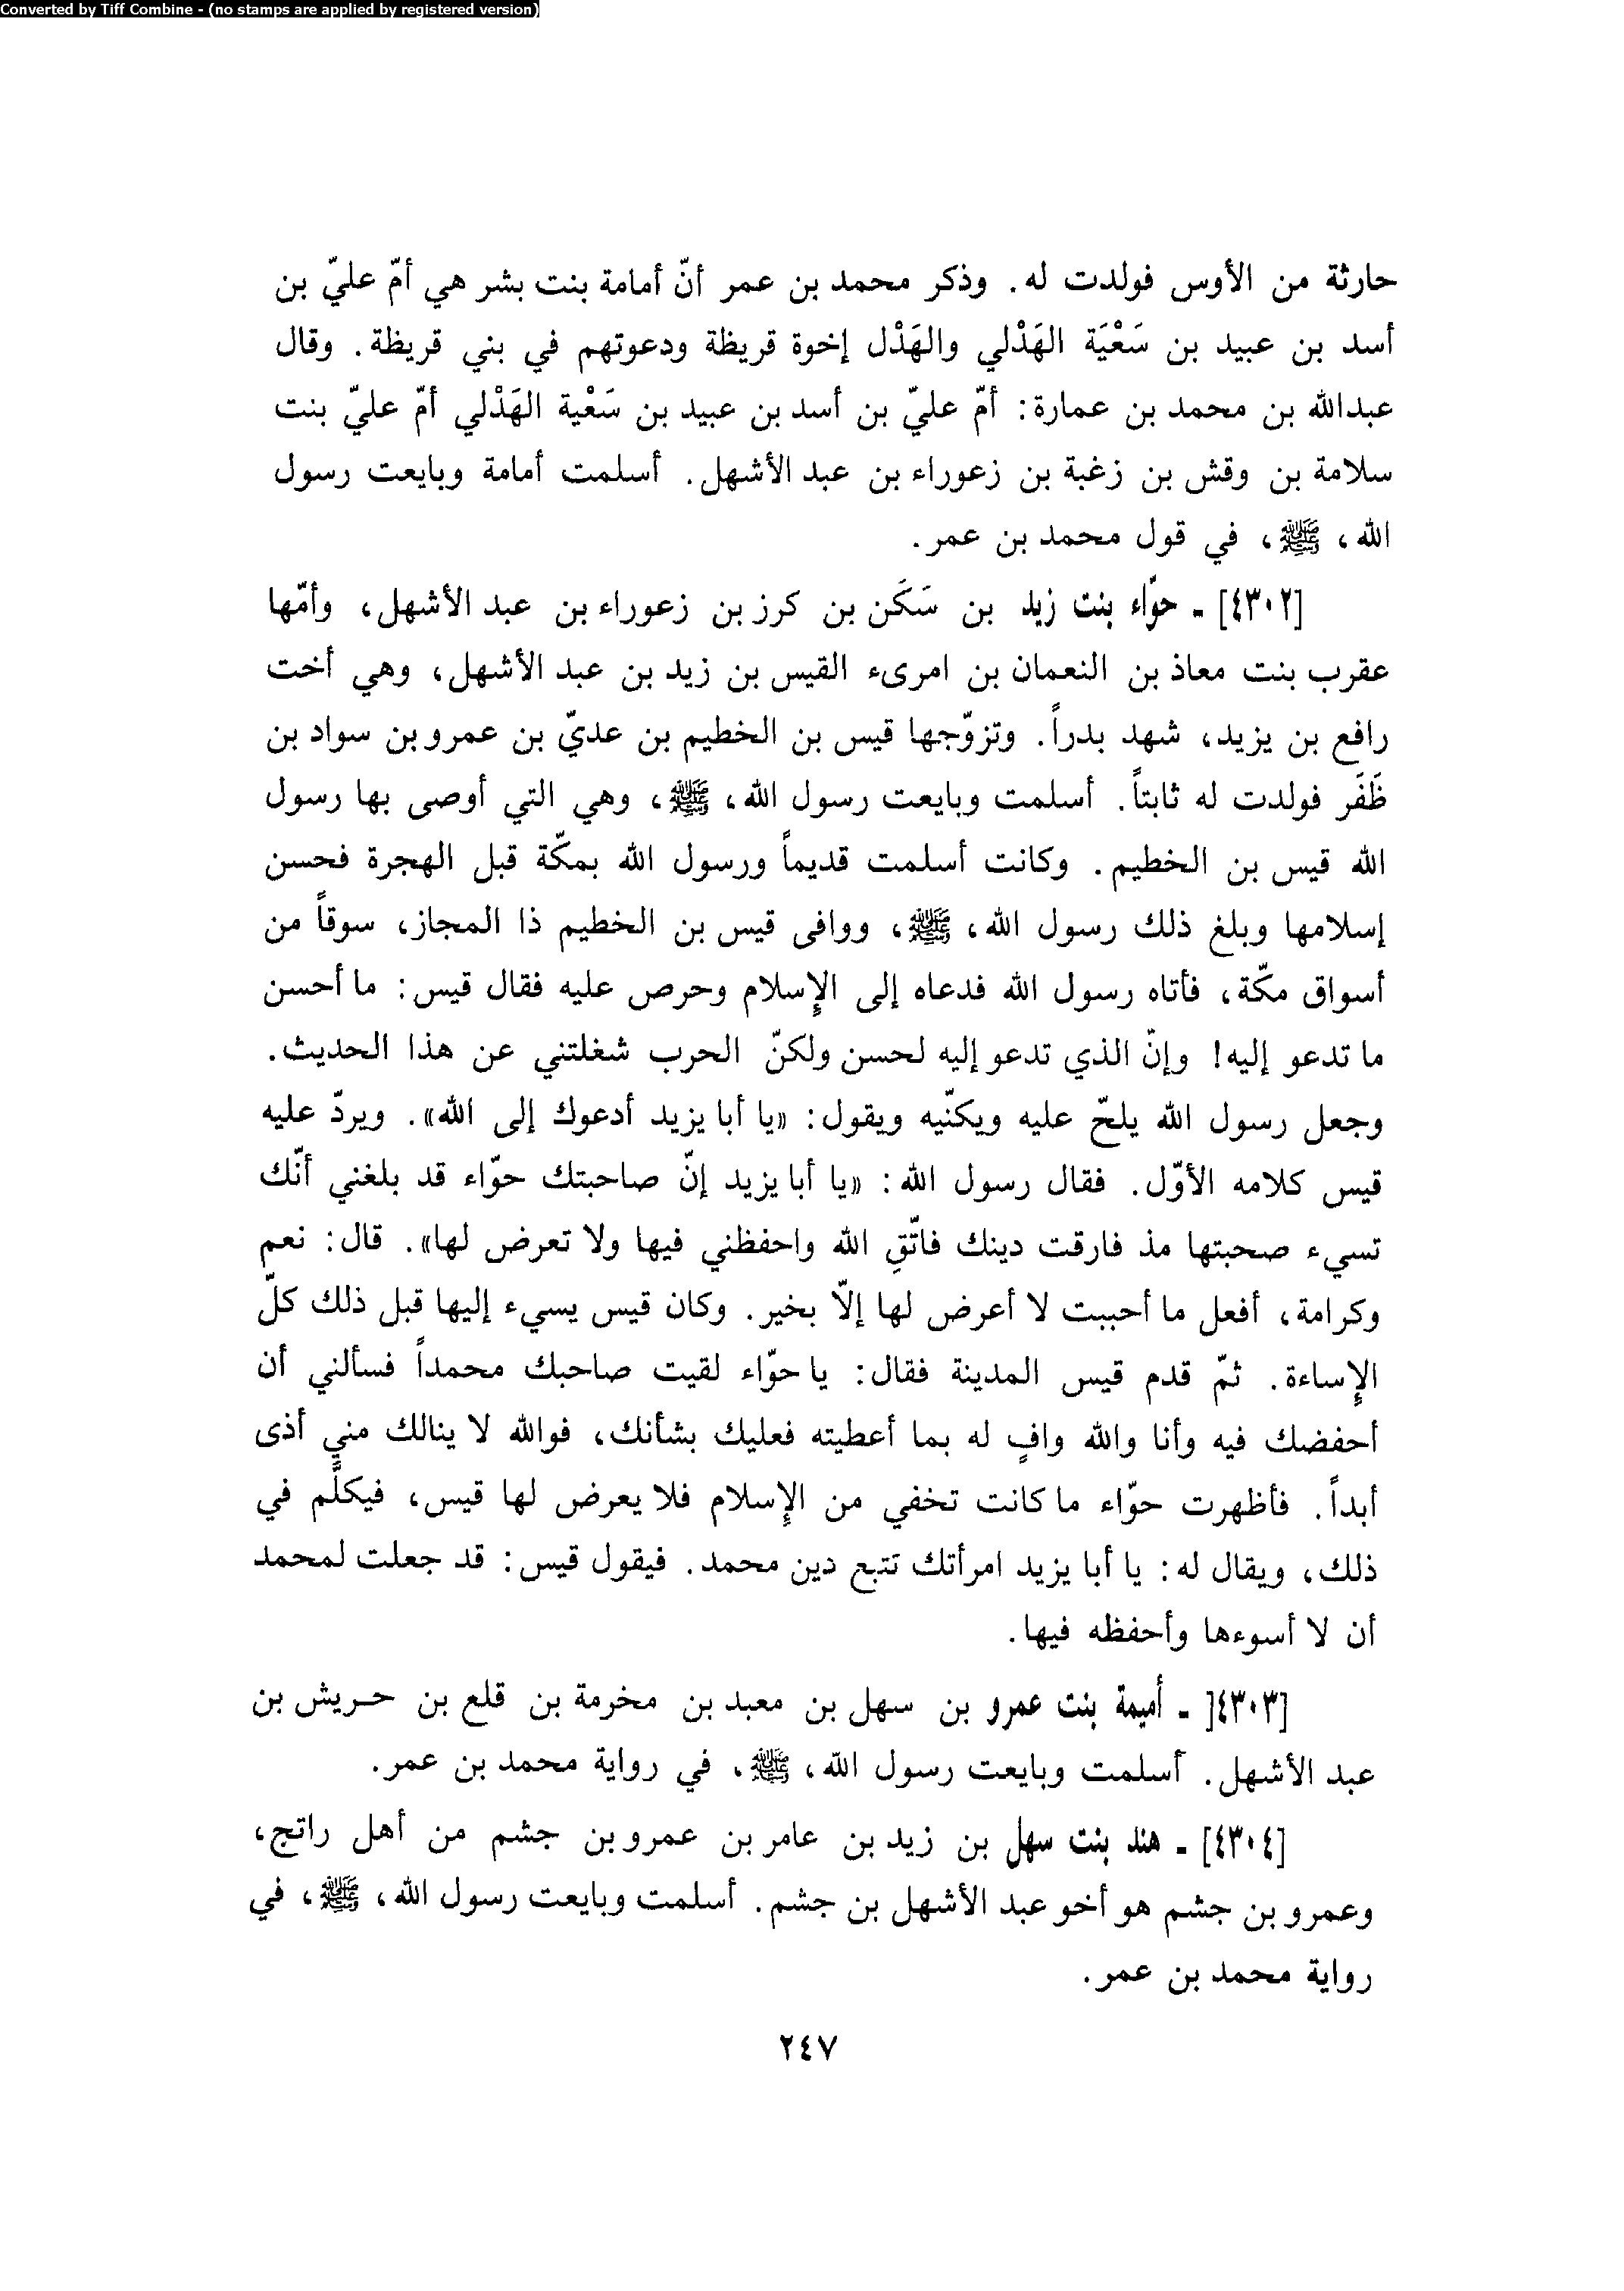 Converted by Tiff Combine - (no stamps are applied by registered version)
حارثة من الأوس فولدت له. وذكر محمد بن عمر أنّ أمامة بنت بشر هي أمّ عليّ بن
أسد بن عبيد بن سَعْيَة الهَدْلي والهَدْل إخوة قريظة ودعوتهم في بني قريظة. وقال
عبدالله بن محمد بن عمارة: أمّ عليّ بن أسد بن عبيد بن سَعْية الهَدْلي أمّ عليّ بنت
سلامة بن وقش بن زغبة بن زعوراء بن عبد الأشهل. أسلمت أمامة وبايعت رسول
الله، ﷺ، في قول محمد بن عمر.
[٤٣٠٢] - حوّاء بنت زيد بن سَكَن بن كرز بن زعوراء بن عبد الأشهل، وأمّها
عقرب بنت معاذ بن النعمان بن امرىء القيس بن زيد بن عبد الأشهل، وهي أخت
رافع بن يزيد، شهد بدراً. وتزوّجها قيس بن الخطيم بن عديّ بن عمرو بن سواد بن
ظَفَر فولدت له ثابتاً. أسلمت وبايعت رسول الله، ﷺ، وهي التي أوصى بها رسول
الله قيس بن الخطيم. وكانت أسلمت قديماً ورسول الله بمكّة قبل الهجرة فحسن
إسلامها وبلغ ذلك رسول الله، ﷺ، ووافى قيس بن الخطيم ذا المجاز، سوقاً من
أسواق مكّة، فأتاه رسول الله فدعاه إلى الإسلام وحرص عليه فقال قيس: ما أحسن
ما تدعو إليه! وإنّ الذي تدعو إليه لحسن ولكنّ الحرب شغلتني عن هذا الحديث.
وجعل رسول الله يلحّ عليه ويكنّيه ويقول: «يا أبا يزيد أدعوك إلى الله». ويردّ عليه
قيس كلامه الأوّل. فقال رسول الله: «يا أبا يزيد إنّ صاحبتك حوّاء قد بلغني أنّك
تسيء صحبتها مذ فارقت دينك فاتّقِ الله واحفظني فيها ولا تعرض لها». قال: نعم
وكرامة، أفعل ما أحببت لا أعرض لها إلاّ بخير. وكان قيس يسيء إليها قبل ذلك كلّ
الإساءة. ثمّ قدم قيس المدينة فقال: يا حوّاء لقيت صاحبك محمداً فسألني أن
أحفضك فيه وأنا والله وافٍ له بما أعطيته فعليك بشأنك، فوالله لا ينالك مني أذى
أبداً. فأظهرت حوّاء ما كانت تخفي من الإسلام فلا يعرض لها قيس، فيكلَّم في
ذلك، ويقال له: يا أبا يزيد امرأتك تتبع دين محمد. فيقول قيس: قد جعلت لمحمد
أن لا أسوءها وأحفظه فيها.
[٤٣٠٣[ - أميمة بنت عمرو بن سهل بن معبد بن مخرمة بن قلع بن حريش بن
عبد الأشهل. أسلمت وبايعت رسول الله، ﷺ، في رواية محمد بن عمر.
[٤٣٠٤] - هند بنت سهل بن زيد بن عامر بن عمرو بن جشم من أهل راتج،
وعمرو بن جشم هو أخو عبد الأشهل بن جشم. أسلمت وبايعت رسول الله، ﷺ، في
رواية محمد بن عمر.
٢٤٧